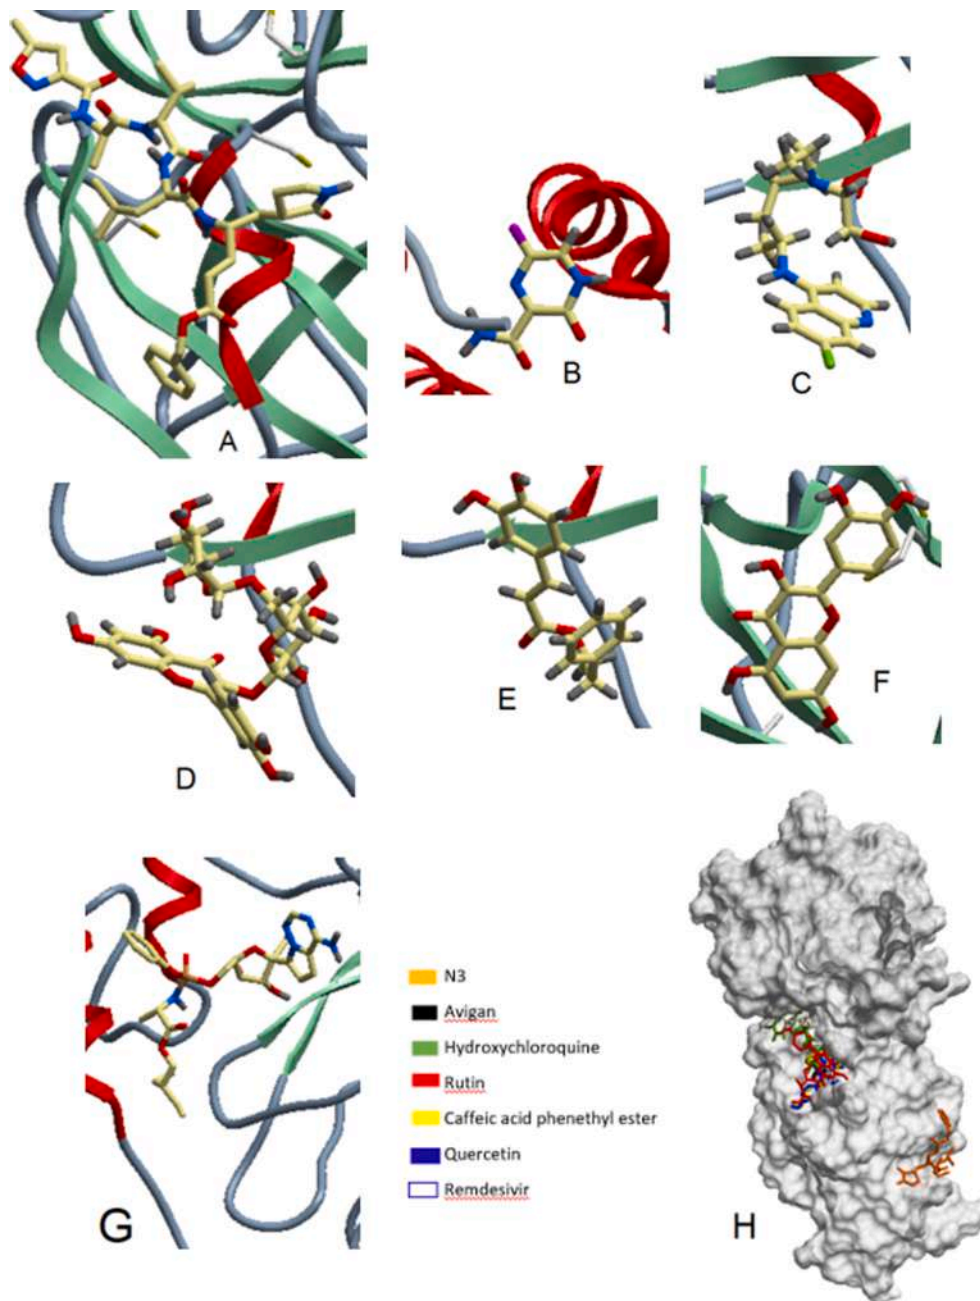 A
B
C
D
E
F
G
N3
Avigan
Hydroxychloroquine
Rutin
Caffeic acid phenethyl ester
Quercetin
Remdesivir
H